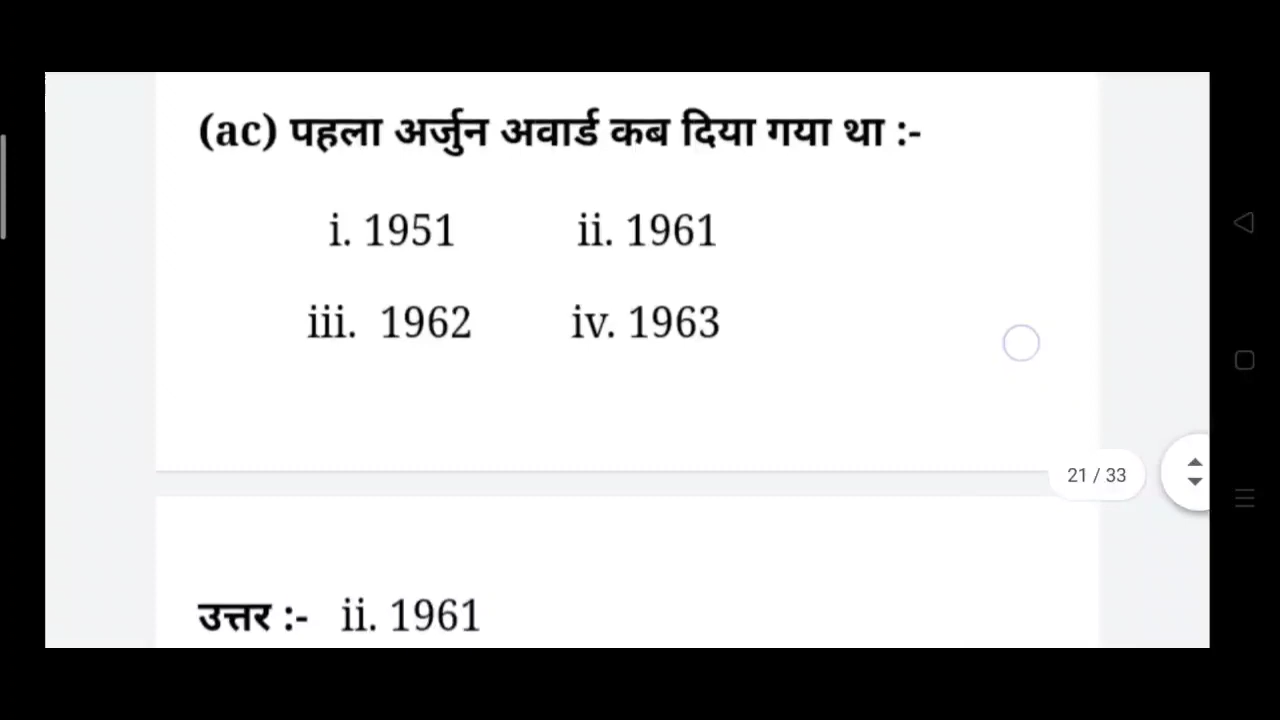 (ac) पहला अर्जुन अवार्ड कब दिया गया था :-
i. 1951 ii. 1961
iii. 1962 iv. 1963
21 / 33
उत्तर :- ii. 1961